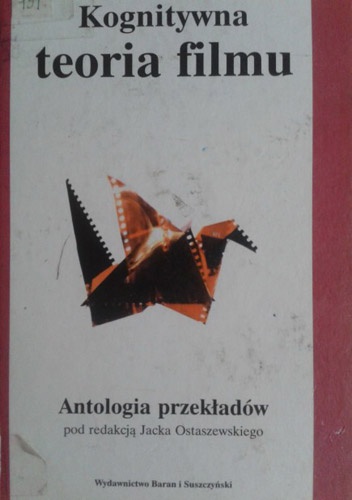 Kognitywna
teoria filmu
Antologia przekładów
pod redakcją Jacka Ostaszewskiego
Wydawnictwo Baran i Suszczyński